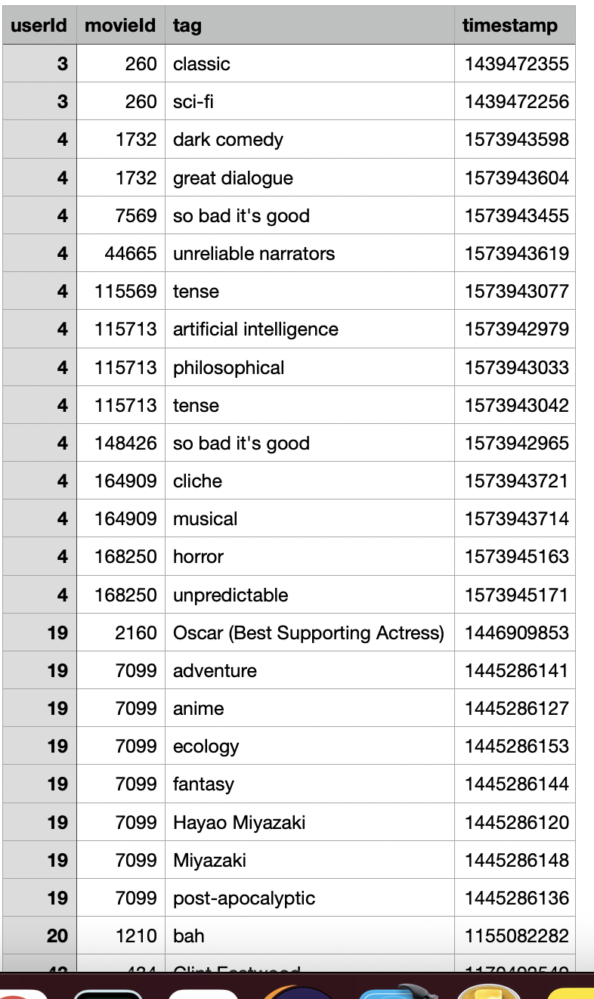 userId movieId tag timestamp
3 260 classic 1439472355
3 260 sci-fi 1439472256
4 1732 dark comedy 1573943598
4 1732 great dialogue 1573943604
4 7569 so bad it's good 1573943455
4 44665 unreliable narrators 1573943619
4 115569 tense 1573943077
4 115713 artificial intelligence 1573942979
4 115713 philosophical 1573943033
4 115713 tense 1573943042
4 148426 so bad it's good 1573942965
4 164909 cliche 1573943721
4 164909 musical 1573943714
4 168250 horror 1573945163
4 168250 unpredictable 1573945171
19 2160 Oscar (Best Supporting Actress) 1446909853
19 7099 adventure 1445286141
19 7099 anime 1445286127
19 7099 ecology 1445286153
19 7099 fantasy 1445286144
19 7099 Hayao Miyazaki 1445286120
19 7099 Miyazaki 1445286148
19 7099 post-apocalyptic 1445286136
20 1210 bah 1155082282
Clint Eastwood